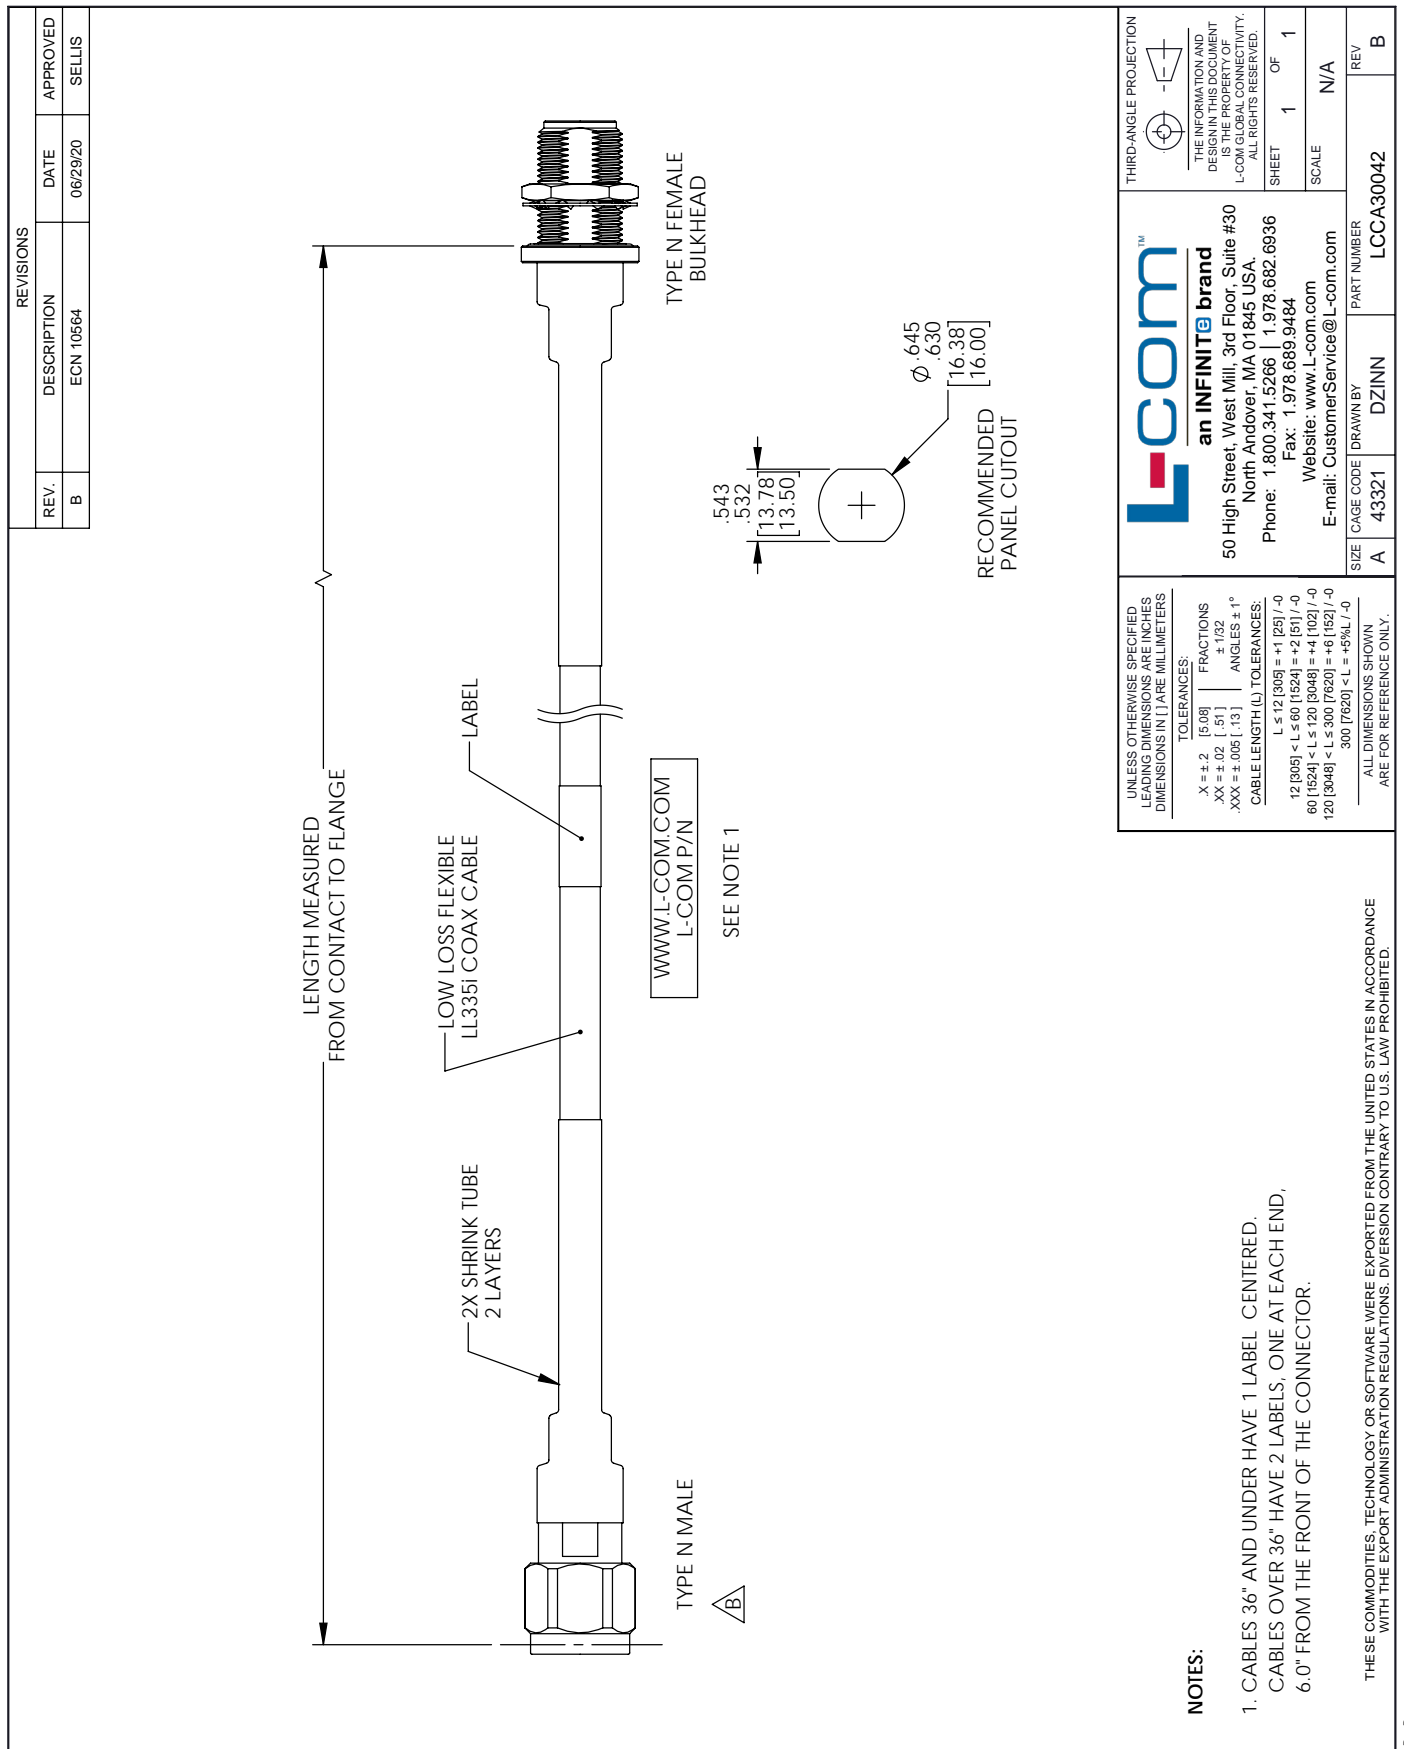 REVISIONS
REV. DESCRIPTION DATE APPROVED
B ECN 10564 06/29/20 SELLIS
LENGTH MEASURED
FROM CONTACT TO FLANGE
2X SHRINK TUBE
2 LAYERS
LOW LOSS FLEXIBLE
LL335i COAX CABLE
LABEL
TYPE N MALE
B
WWW.L-COM.COM
L-COM P/N
SEE NOTE 1
TYPE N FEMALE
BULKHEAD
.543
.532
[13.78
13.50]
Ø .645
.630
[16.38
16.00]
RECOMMENDED
PANEL CUTOUT
NOTES:
1. CABLES 36" AND UNDER HAVE 1 LABEL CENTERED.
CABLES OVER 36" HAVE 2 LABELS, ONE AT EACH END,
6.0" FROM THE FRONT OF THE CONNECTOR.
THESE COMMODITIES, TECHNOLOGY OR SOFTWARE WERE EXPORTED FROM THE UNITED STATES IN ACCORDANCE
WITH THE EXPORT ADMINISTRATION REGULATIONS. DIVERSION CONTRARY TO U.S. LAW PROHIBITED.
UNLESS OTHERWISE SPECIFIED
LEADING DIMENSIONS ARE INCHES
DIMENSIONS IN [ ] ARE MILLIMETERS
TOLERANCES:
.X = ±.2 [5.08] FRACTIONS
.XX = ±.02 [.51] ± 1/32
.XXX = ±.005 [.13] ANGLES ± 1°
CABLE LENGTH (L) TOLERANCES:
L ≤ 12 [305] = +1 [25] / -0
12 [305] < L ≤ 60 [1524] = +2 [51] / -0
60 [1524] < L ≤ 120 [3048] = +4 [102] / -0
120 [3048] < L ≤ 300 [7620] = +6 [152] / -0
300 [7620] < L = +5%L / -0
ALL DIMENSIONS SHOWN
ARE FOR REFERENCE ONLY.
L-com™
an INFINITe brand
50 High Street, West Mill, 3rd Floor, Suite #30
North Andover, MA 01845 USA.
Phone: 1.800.341.5266 | 1.978.682.6936
Fax: 1.978.689.9484
Website: www.L-com.com
E-mail: CustomerService@L-com.com
THIRD-ANGLE PROJECTION
THE INFORMATION AND
DESIGN IN THIS DOCUMENT
IS THE PROPERTY OF
L-COM GLOBAL CONNECTIVITY.
ALL RIGHTS RESERVED.
SHEET 1 OF 1
SCALE N/A
SIZE A
CAGE CODE 43321
DRAWN BY DZINN
PART NUMBER LCCA30042
REV B